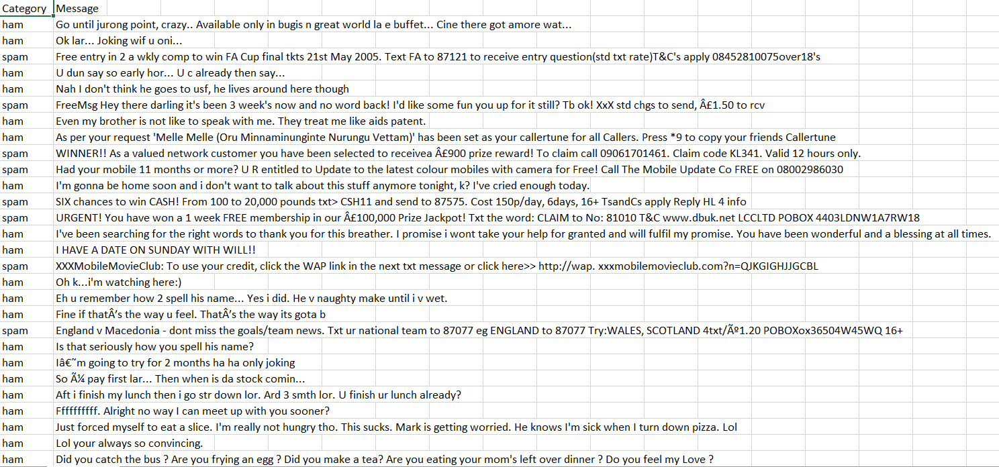 Category Message
ham Go until jurong point, crazy.. Available only in bugis n great world la e buffet... Cine there got amore wat...
ham Ok lar... Joking wif u oni...
spam Free entry in 2 a wkly comp to win FA Cup final tkts 21st May 2005. Text FA to 87121 to receive entry question(std txt rate)T&C's apply 08452810075over18's
ham U dun say so early hor... U c already then say...
ham Nah I don't think he goes to usf, he lives around here though
spam FreeMsg Hey there darling it's been 3 week's now and no word back! I'd like some fun you up for it still? Tb ok! XxX std chgs to send, Â£1.50 to rcv
ham Even my brother is not like to speak with me. They treat me like aids patent.
ham As per your request 'Melle Melle (Oru Minnaminunginte Nurungu Vettam)' has been set as your callertune for all Callers. Press *9 to copy your friends Callertune
spam WINNER!! As a valued network customer you have been selected to receivea Â£900 prize reward! To claim call 09061701461. Claim code KL341. Valid 12 hours only.
spam Had your mobile 11 months or more? U R entitled to Update to the latest colour mobiles with camera for Free! Call The Mobile Update Co FREE on 08002986030
ham I'm gonna be home soon and i don't want to talk about this stuff anymore tonight, k? I've cried enough today.
spam SIX chances to win CASH! From 100 to 20,000 pounds txt> CSH11 and send to 87575. Cost 150p/day, 6days, 16+ TsandCs apply Reply HL 4 info
spam URGENT! You have won a 1 week FREE membership in our Â£100,000 Prize Jackpot! Txt the word: CLAIM to No: 81010 T&C www.dbuk.net LCCLTD POBOX 4403LDNW1A7RW18
ham I've been searching for the right words to thank you for this breather. I promise i wont take your help for granted and will fulfil my promise. You have been wonderful and a blessing at all times.
ham I HAVE A DATE ON SUNDAY WITH WILL!!
spam XXXMobileMovieClub: To use your credit, click the WAP link in the next txt message or click here>> http://wap. xxxmobilemovieclub.com?n=QJKGIGHJJGCBL
ham Oh k...i'm watching here:)
ham Eh u remember how 2 spell his name... Yes i did. He v naughty make until i v wet.
ham Fine if thatÂ’s the way u feel. ThatÂ’s the way its gota b
spam England v Macedonia - dont miss the goals/team news. Txt ur national team to 87077 eg ENGLAND to 87077 Try:WALES, SCOTLAND 4txt/Ãº1.20 POBOXox36504W45WQ 16+
ham Is that seriously how you spell his name?
ham Iâ€˜m going to try for 2 months ha ha only joking
ham So Ã¼ pay first lar... Then when is da stock comin...
ham Aft i finish my lunch then i go str down lor. Ard 3 smth lor. U finish ur lunch already?
ham Ffffffffff. Alright no way I can meet up with you sooner?
ham Just forced myself to eat a slice. I'm really not hungry tho. This sucks. Mark is getting worried. He knows I'm sick when I turn down pizza. Lol
ham Lol your always so convincing.
ham Did you catch the bus ? Are you frying an egg ? Did you make a tea? Are you eating your mom's left over dinner ? Do you feel my Love ?